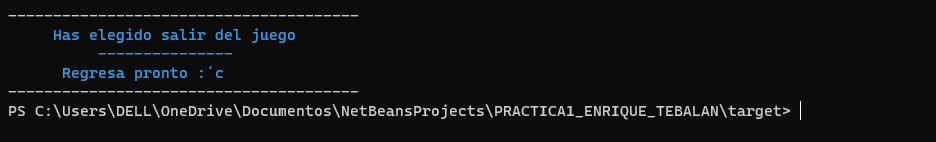 ---------------------------------------
Has elegido salir del juego
---------------
Regresa pronto :´c
---------------------------------------
PS C:\Users\DELL\OneDrive\Documentos\NetBeansProjects\PRACTICA1_ENRIQUE_TEBALAN\target>